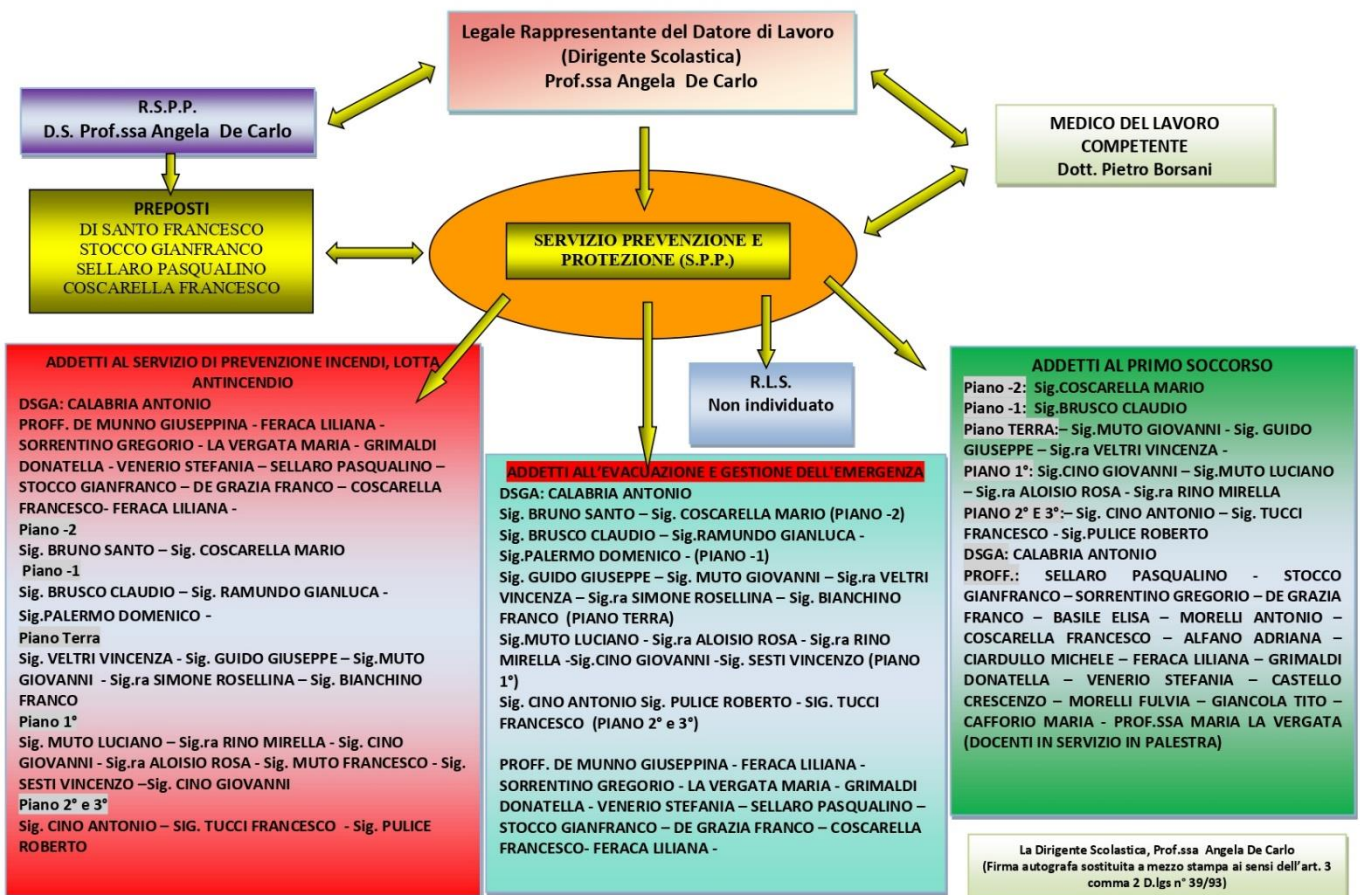 Legale Rappresentante del Datore di Lavoro
(Dirigente Scolastica)
Prof.ssa Angela De Carlo
R.S.P.P.
D.S. Prof.ssa Angela De Carlo
MEDICO DEL LAVORO
COMPETENTE
Dott. Pietro Borsani
PREPOSTI
DI SANTO FRANCESCO
STOCCO GIANFRANCO
SELLARO PASQUALINO
COSCARELLA FRANCESCO
SERVIZIO PREVENZIONE E
PROTEZIONE (S.P.P.)
ADDETTI AL SERVIZIO DI PREVENZIONE INCENDI, LOTTA
ANTINCENDIO
DSGA: CALABRIA ANTONIO
PROFF. DE MUNNO GIUSEPPINA - FERACA LILIANA -
SORRENTINO GREGORIO - LA VERGATA MARIA - GRIMALDI
DONATELLA - VENERIO STEFANIA – SELLARO PASQUALINO –
STOCCO GIANFRANCO – DE GRAZIA FRANCO – COSCARELLA
FRANCESCO- FERACA LILIANA -
Piano -2
Sig. BRUNO SANTO – Sig. COSCARELLA MARIO
Piano -1
Sig. BRUSCO CLAUDIO – Sig. RAMUNDO GIANLUCA -
Sig.PALERMO DOMENICO -
Piano Terra
Sig. VELTRI VINCENZA - Sig. GUIDO GIUSEPPE – Sig.MUTO
GIOVANNI - Sig.ra SIMONE ROSELLINA – Sig. BIANCHINO
FRANCO
Piano 1°
Sig. MUTO LUCIANO – Sig.ra RINO MIRELLA - Sig. CINO
GIOVANNI - Sig.ra ALOISIO ROSA - Sig. MUTO FRANCESCO - Sig.
SESTI VINCENZO –Sig. CINO GIOVANNI
Piano 2° e 3°
Sig. CINO ANTONIO – SIG. TUCCI FRANCESCO - Sig. PULICE
ROBERTO
R.L.S.
Non individuato
ADDETTI ALL'EVACUAZIONE E GESTIONE DELL'EMERGENZA
DSGA: CALABRIA ANTONIO
Sig. BRUNO SANTO – Sig. COSCARELLA MARIO (PIANO -2)
Sig. BRUSCO CLAUDIO – Sig.RAMUNDO GIANLUCA -
Sig.PALERMO DOMENICO - (PIANO -1)
Sig. GUIDO GIUSEPPE – Sig. MUTO GIOVANNI – Sig.ra VELTRI
VINCENZA – Sig.ra SIMONE ROSELLINA – Sig. BIANCHINO
FRANCO (PIANO TERRA)
Sig.MUTO LUCIANO - Sig.ra ALOISIO ROSA - Sig.ra RINO
MIRELLA -Sig.CINO GIOVANNI -Sig. SESTI VINCENZO (PIANO
1°)
Sig. CINO ANTONIO Sig. PULICE ROBERTO - SIG. TUCCI
FRANCESCO (PIANO 2° e 3°)
PROFF. DE MUNNO GIUSEPPINA - FERACA LILIANA -
SORRENTINO GREGORIO - LA VERGATA MARIA - GRIMALDI
DONATELLA - VENERIO STEFANIA – SELLARO PASQUALINO –
STOCCO GIANFRANCO – DE GRAZIA FRANCO – COSCARELLA
FRANCESCO- FERACA LILIANA -
ADDETTI AL PRIMO SOCCORSO
Piano -2: Sig.COSCARELLA MARIO
Piano -1: Sig.BRUSCO CLAUDIO
Piano TERRA:– Sig.MUTO GIOVANNI - Sig. GUIDO
GIUSEPPE – Sig.ra VELTRI VINCENZA -
PIANO 1°: Sig.CINO GIOVANNI – Sig.MUTO LUCIANO
– Sig.ra ALOISIO ROSA - Sig.ra RINO MIRELLA
PIANO 2° E 3°:– Sig. CINO ANTONIO – Sig. TUCCI
FRANCESCO - Sig.PULICE ROBERTO
DSGA: CALABRIA ANTONIO
PROFF.: SELLARO PASQUALINO - STOCCO
GIANFRANCO – SORRENTINO GREGORIO – DE GRAZIA
FRANCO – BASILE ELISA – MORELLI ANTONIO –
COSCARELLA FRANCESCO – ALFANO ADRIANA –
CIARDULLO MICHELE – FERACA LILIANA – GRIMALDI
DONATELLA – VENERIO STEFANIA – CASTELLO
CRESCENZO – MORELLI FULVIA – GIANCOLA TITO –
CAFFORIO MARIA - PROF.SSA MARIA LA VERGATA
(DOCENTI IN SERVIZIO IN PALESTRA)
La Dirigente Scolastica, Prof.ssa Angela De Carlo
(Firma autografa sostituita a mezzo stampa ai sensi dell'art. 3
comma 2 D.lgs n° 39/93)